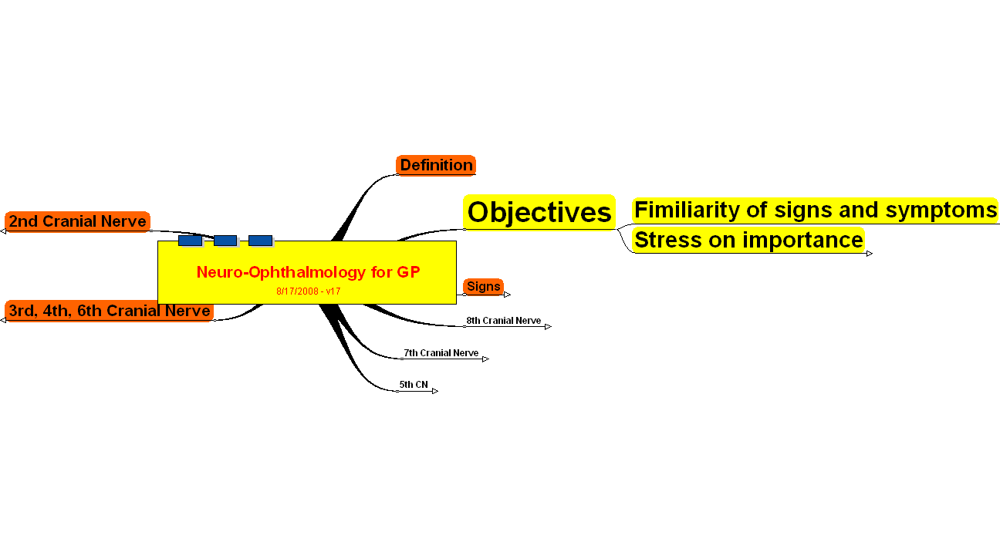 Definition
Objectives
Fimiliarity of signs and symptoms
Stress on importance
2nd Cranial Nerve
Neuro-Ophthalmology for GP
8/17/2008 - v17
Signs
3rd, 4th, 6th Cranial Nerve
8th Cranial Nerve
7th Cranial Nerve
5th CN